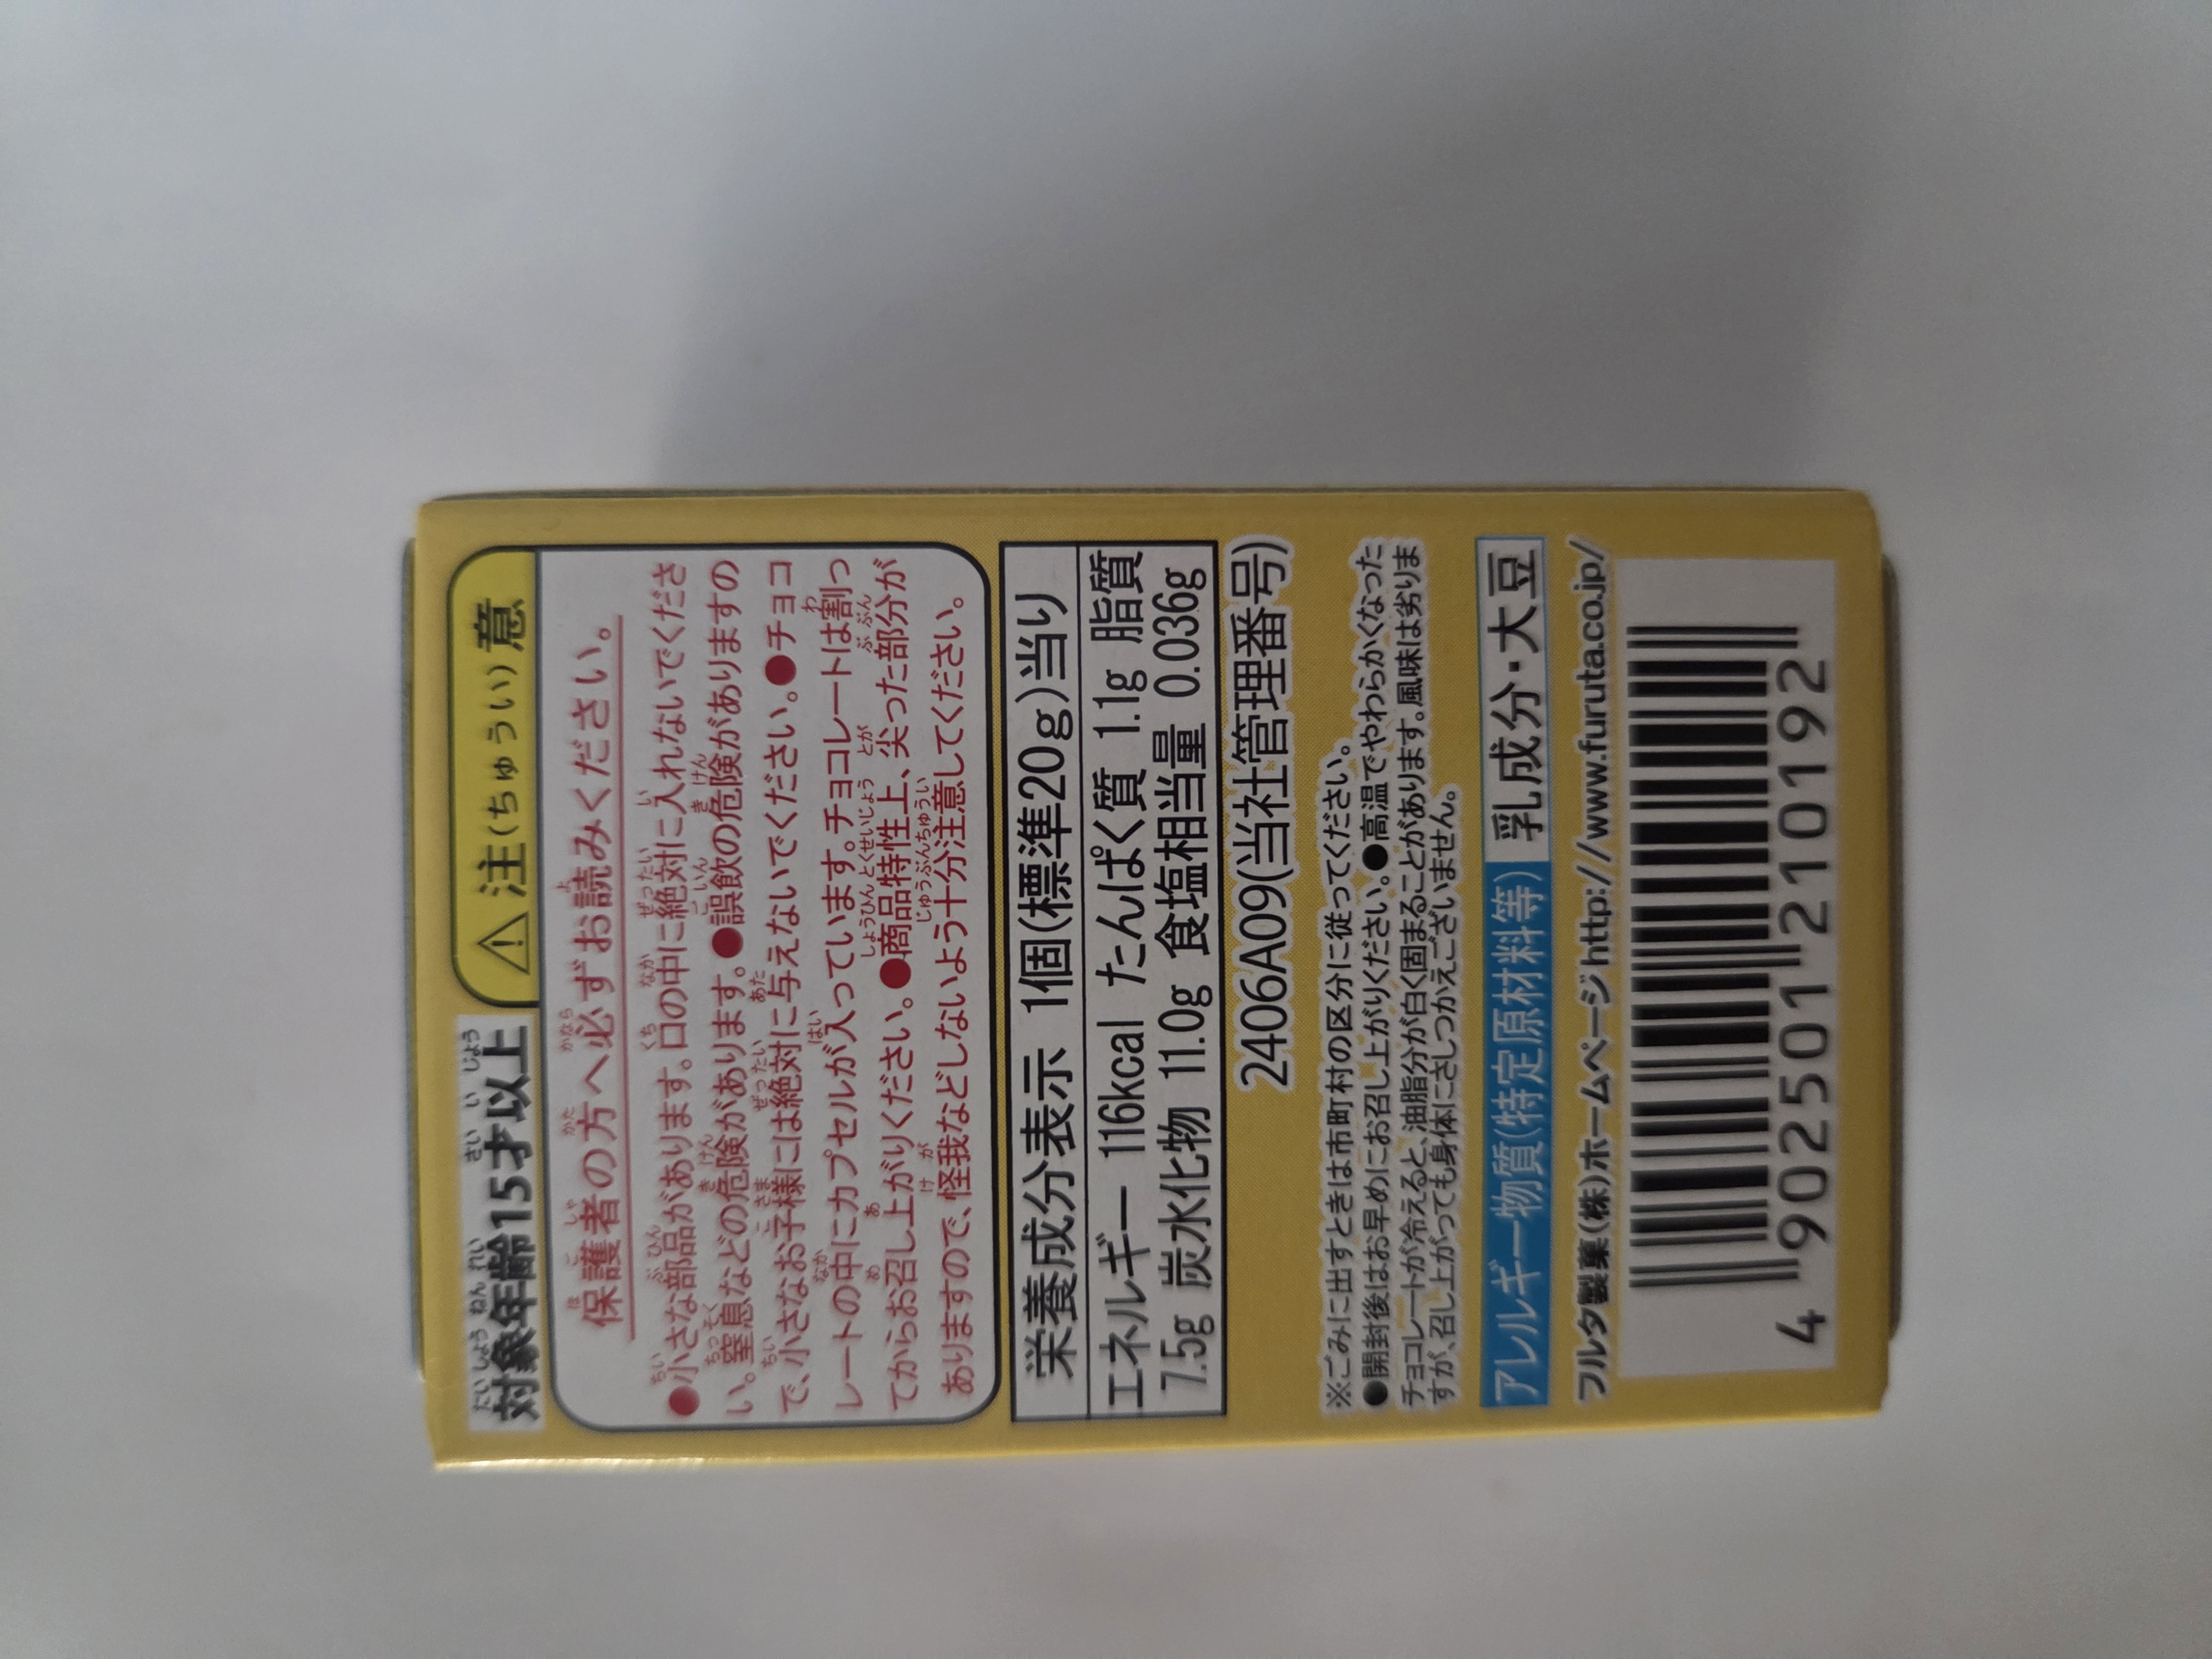 対象年齢15才以上
⚠注(ちゅうい)意
保護者の方へ必ずお読みください。
●小さな部品があります。口の中に絶対に入れないでくださ
い。窒息などの危険があります。●誤飲の危険がありますの
で、小さなお子様には絶対に与えないでください。●チョコ
レートの中にカプセルが入っています。チョコレートは割っ
てからお召し上がりください。●商品特性上、尖った部分が
ありますので、怪我などしないよう十分注意してください。
栄養成分表示 1個(標準20g)当り
エネルギー 116kcal たんぱく質 1.1g 脂質
7.5g 炭水化物 11.0g 食塩相当量 0.036g
2406A09(当社管理番号)
※ごみに出すときは市町村の区分に従ってください。
●開封後はお早めにお召し上がりください。●高温でやわらかくなった
チョコレートが冷えると、油脂分が白く固まることがあります。風味は劣りま
すが、召し上がっても身体にさしつかえございません。
アレルギー物質(特定原材料等) 乳成分・大豆
フルタ製菓(株)ホームページ http://www.furuta.co.jp/
4 902501 210192